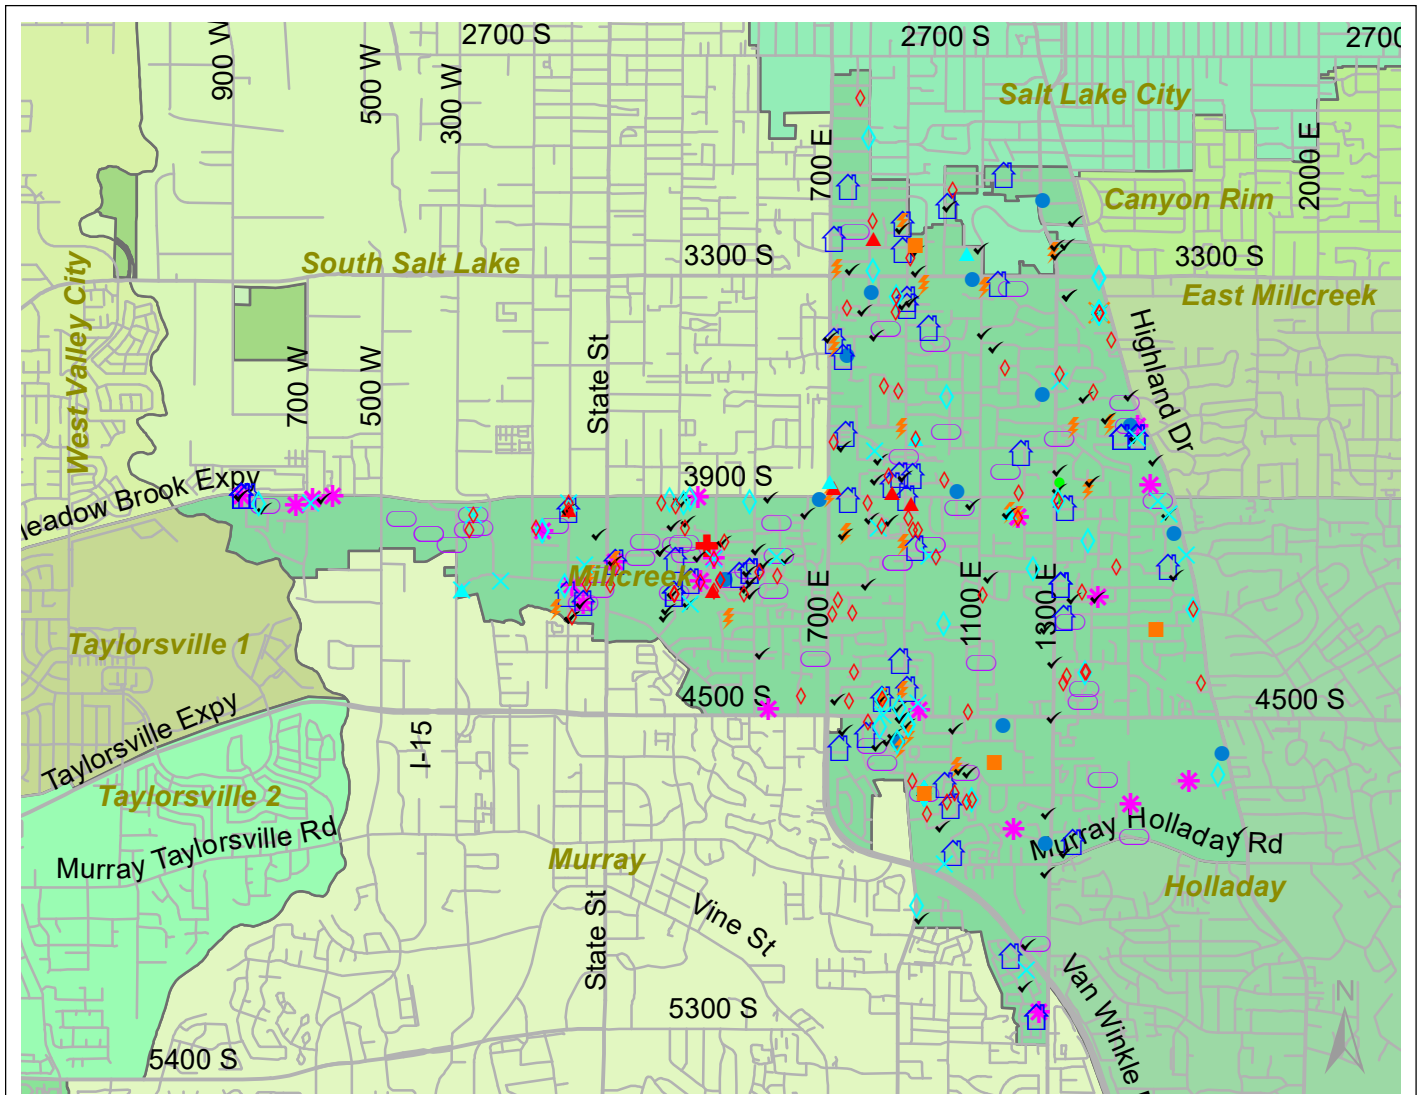 2700 S
2700 S
2700
900 W
500 W
300 W
Salt Lake City
700 E
2000 E
Canyon Rim
3300 S
3300 S
South Salt Lake
East Millcreek
West Valley City
Highland Dr
700 W
500 W
State St
3900 S
Meadow Brook Expy
Millcreek
700 E
1100 E
1300 E
Taylorsville 1
4500 S
4500 S
Taylorsville Expy
I-15
Taylorsville 2
Murray Taylorsville Rd
Murray Holladay Rd
Murray
Holladay
State St
Vine St
Van Winkle
5300 S
5400 S
N